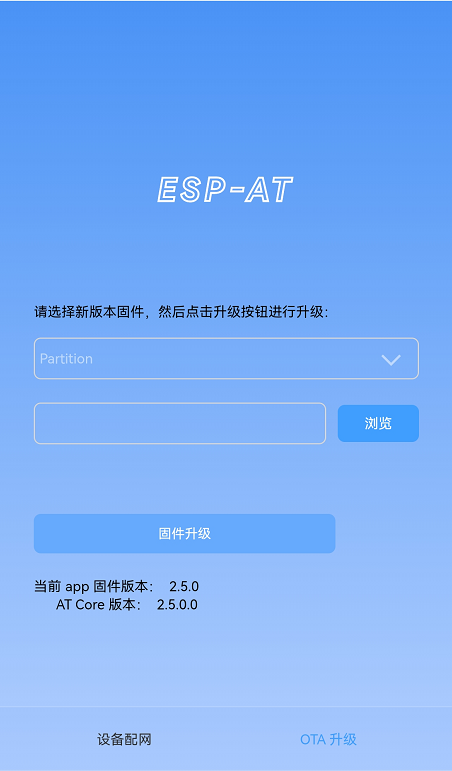 ESP-AT
请选择新版本固件，然后点击升级按钮进行升级：
Partition
浏览
固件升级
当前 app 固件版本： 2.5.0
AT Core 版本： 2.5.0.0
设备配网 OTA 升级